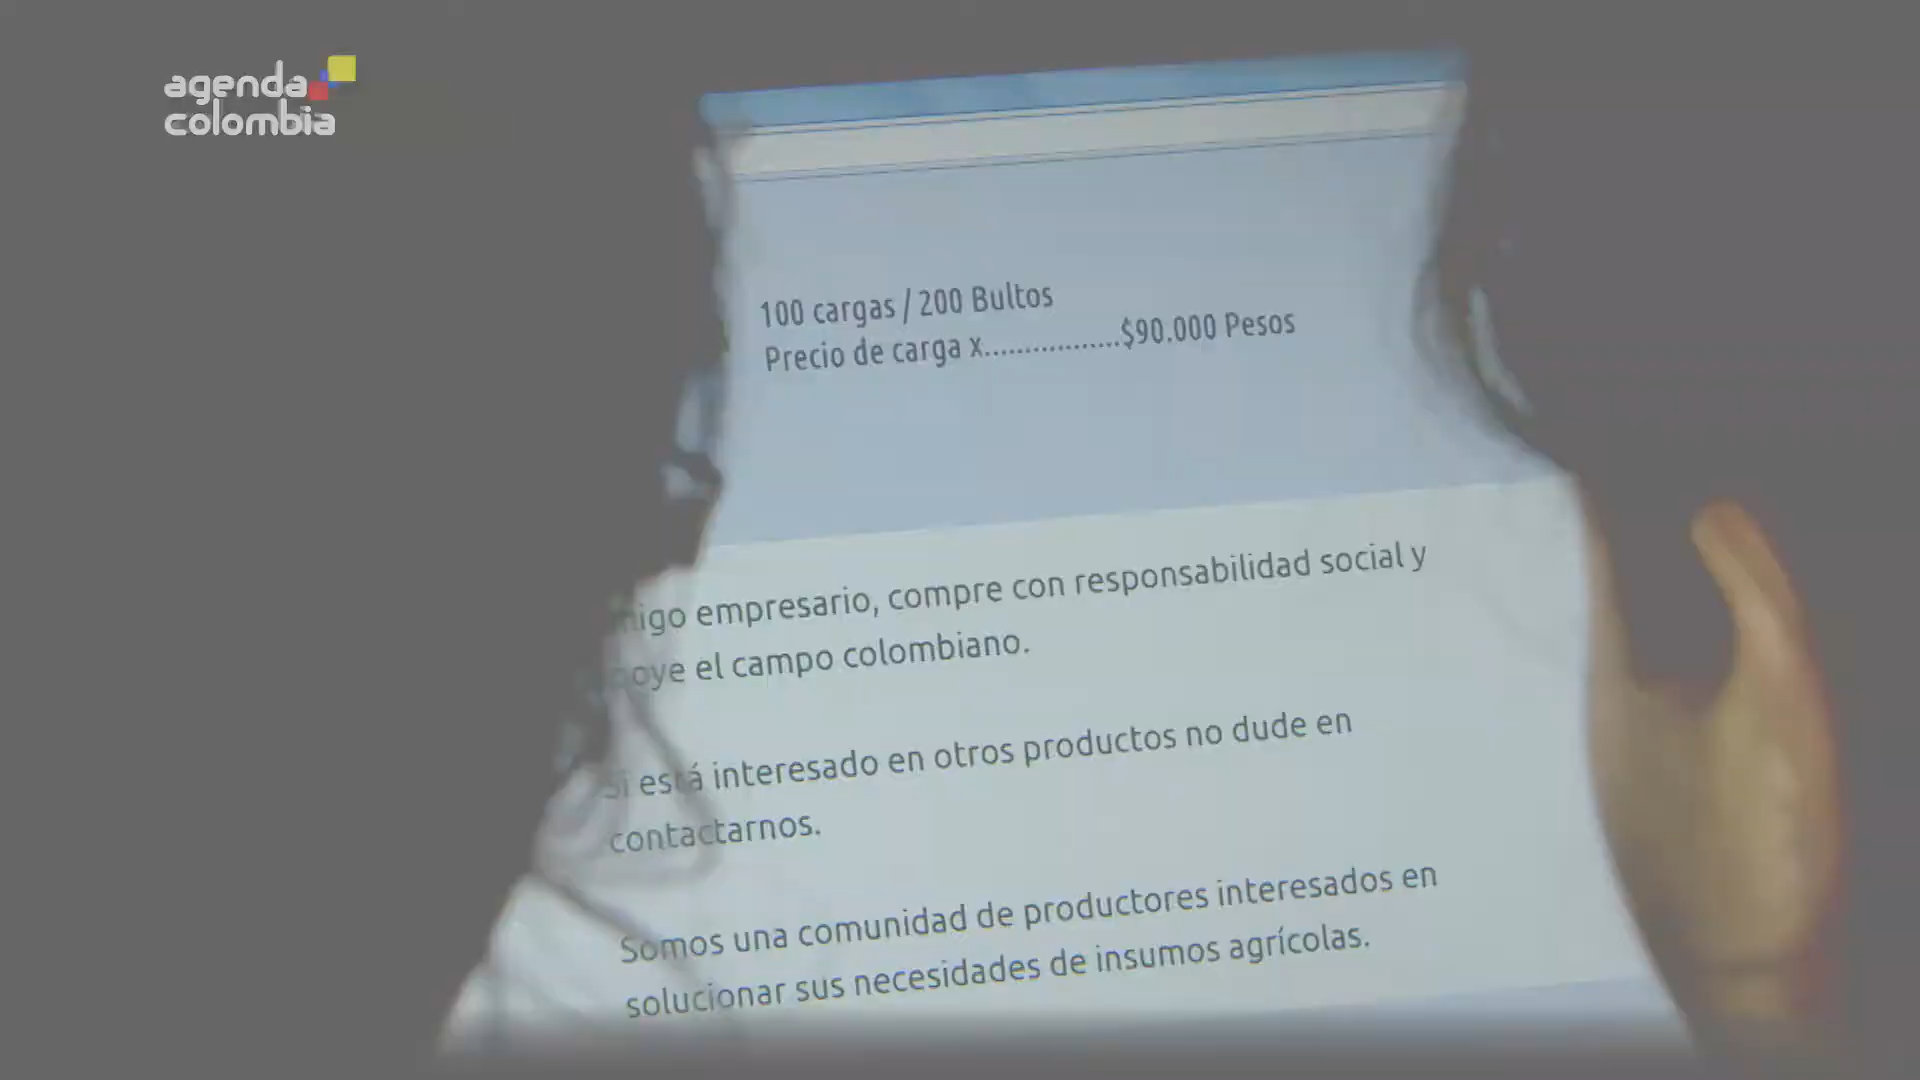 agenda
colombia
100 cargas / 200 Bultos
Precio de carga x.................$90.000 Pesos
empresario, compre con responsabilidad social y
el campo colombiano.
Si está interesado en otros productos no dude en
contactarnos.
Somos una comunidad de productores interesados en
solucionar sus necesidades de insumos agrícolas.